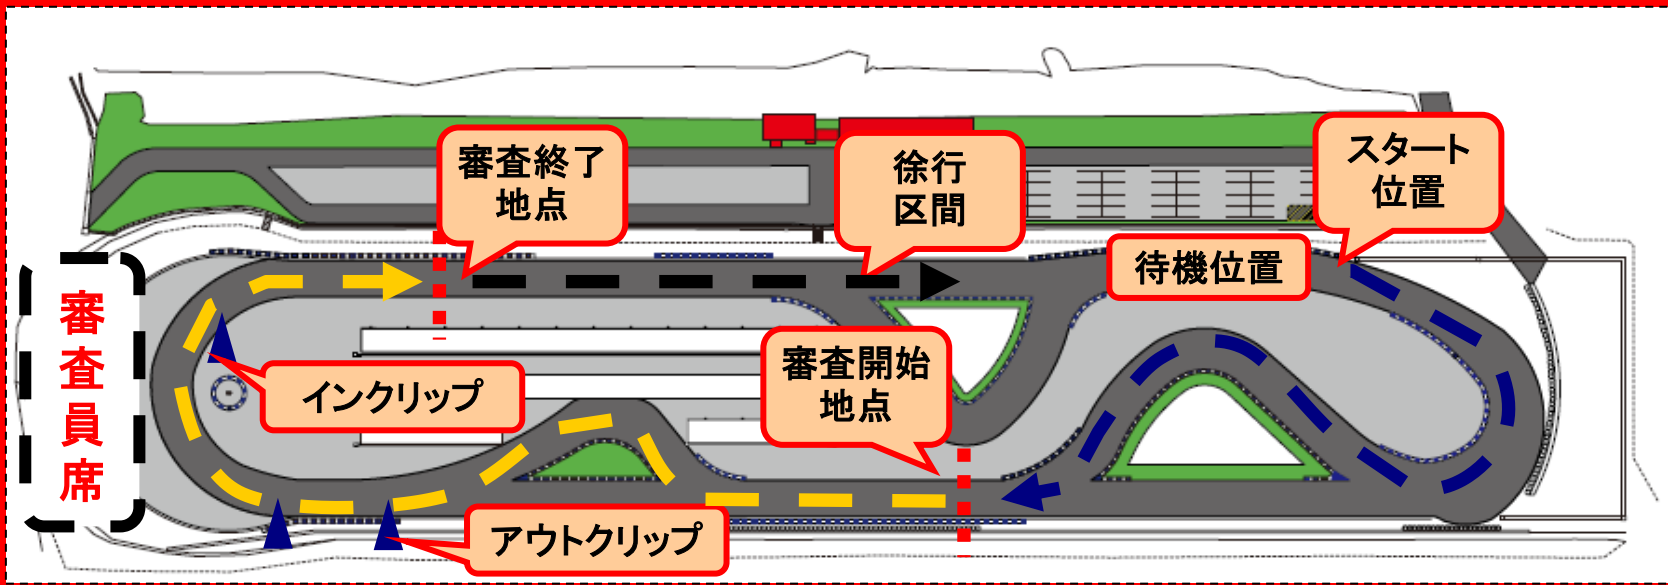 スタート
位置
審査終了
地点
徐行
区間
待機位置
審査員席
審査開始
地点
インクリップ
アウトクリップ